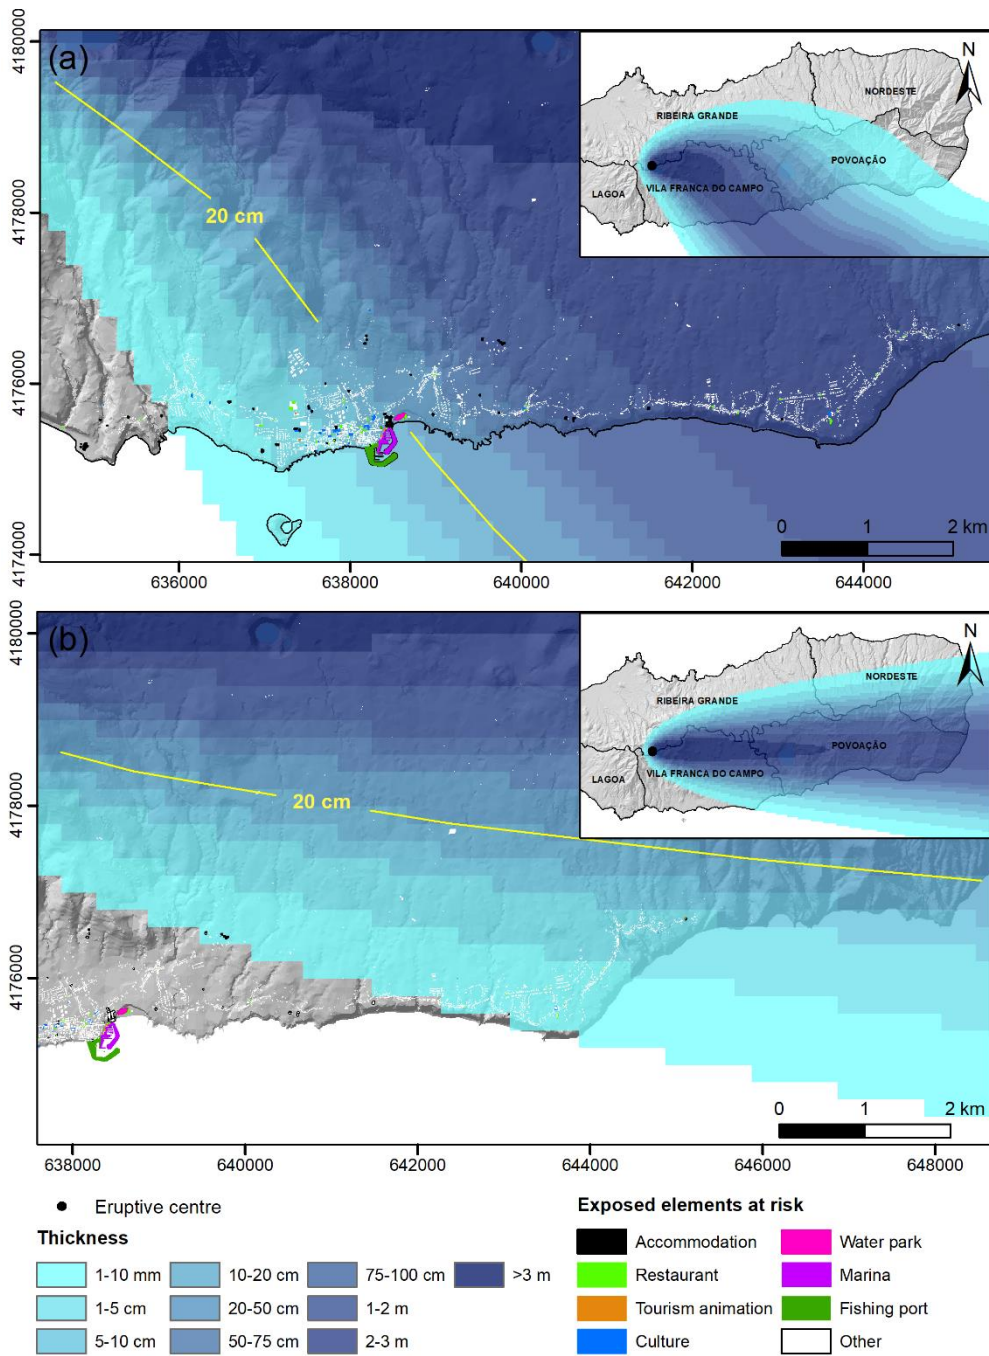 (a)
4180000
4178000
4176000
4174000
20 cm
N
NORDESTE
RIBEIRA GRANDE
POVOAÇÃO
LAGOA
VILA FRANCA DO CAMPO
0 1 2 km
636000 638000 640000 642000 644000
(b)
4180000
4178000
4176000
20 cm
N
NORDESTE
RIBEIRA GRANDE
POVOAÇÃO
LAGOA
VILA FRANCA DO CAMPO
0 1 2 km
638000 640000 642000 644000 646000 648000
Eruptive centre
Thickness
1-10 mm 10-20 cm 75-100 cm >3 m
1-5 cm 20-50 cm 1-2 m
5-10 cm 50-75 cm 2-3 m
Exposed elements at risk
Accommodation Water park
Restaurant Marina
Tourism animation Fishing port
Culture Other